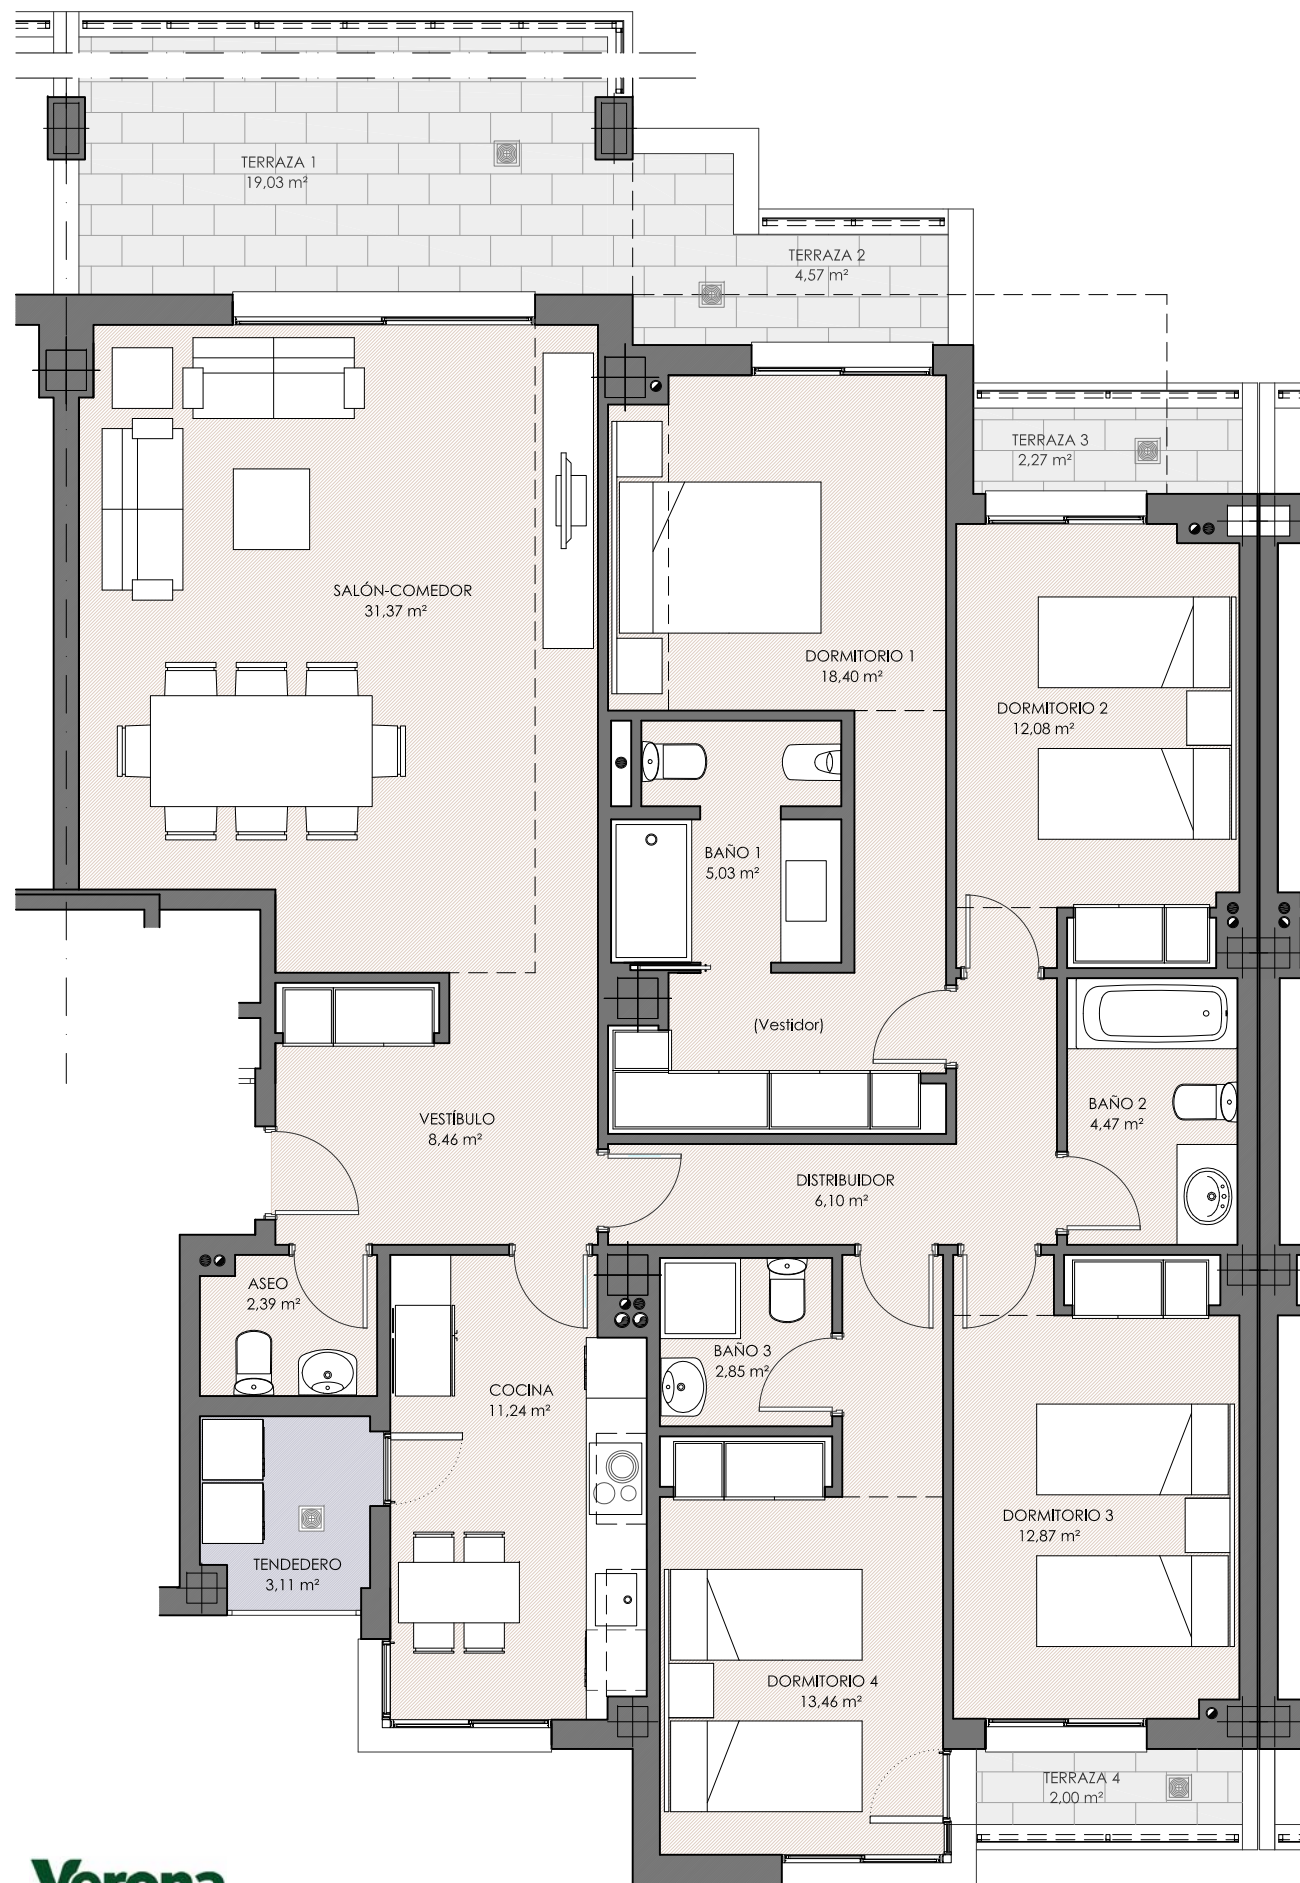 TERRAZA 1
19,03 m²
TERRAZA 2
4,57 m²
TERRAZA 3
2,27 m²
SALÓN-COMEDOR
31,37 m²
DORMITORIO 1
18,40 m²
DORMITORIO 2
12,08 m²
BAÑO 1
5,03 m²
(Vestidor)
VESTÍBULO
8,46 m²
BAÑO 2
4,47 m²
DISTRIBUIDOR
6,10 m²
ASEO
2,39 m²
BAÑO 3
2,85 m²
COCINA
11,24 m²
DORMITORIO 3
12,87 m²
TENDEDERO
3,11 m²
DORMITORIO 4
13,46 m²
TERRAZA 4
2,00 m²
Verona